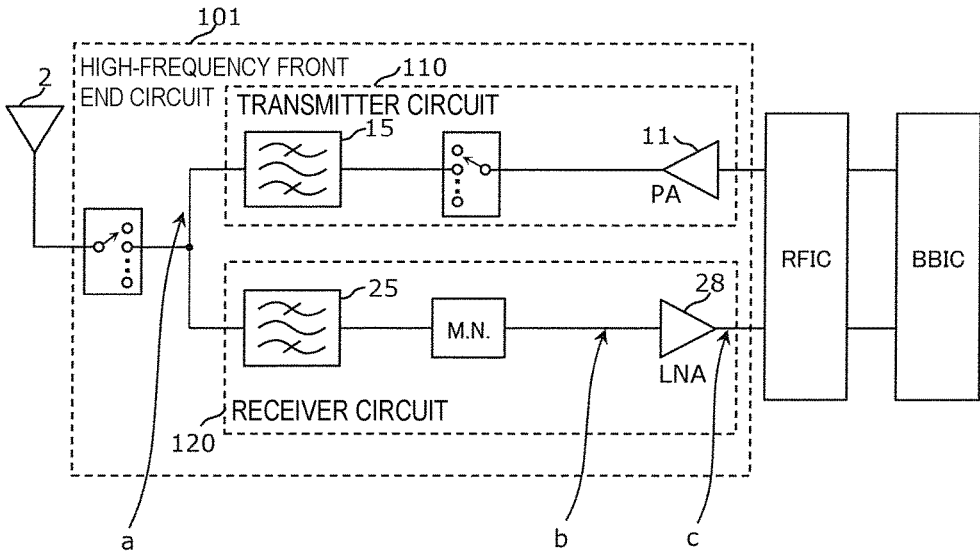 101
2
HIGH-FREQUENCY FRONT
END CIRCUIT
110
TRANSMITTER CIRCUIT
15
11
PA
RFIC
BBIC
25
28
M.N.
LNA
RECEIVER CIRCUIT
120
a
b
c